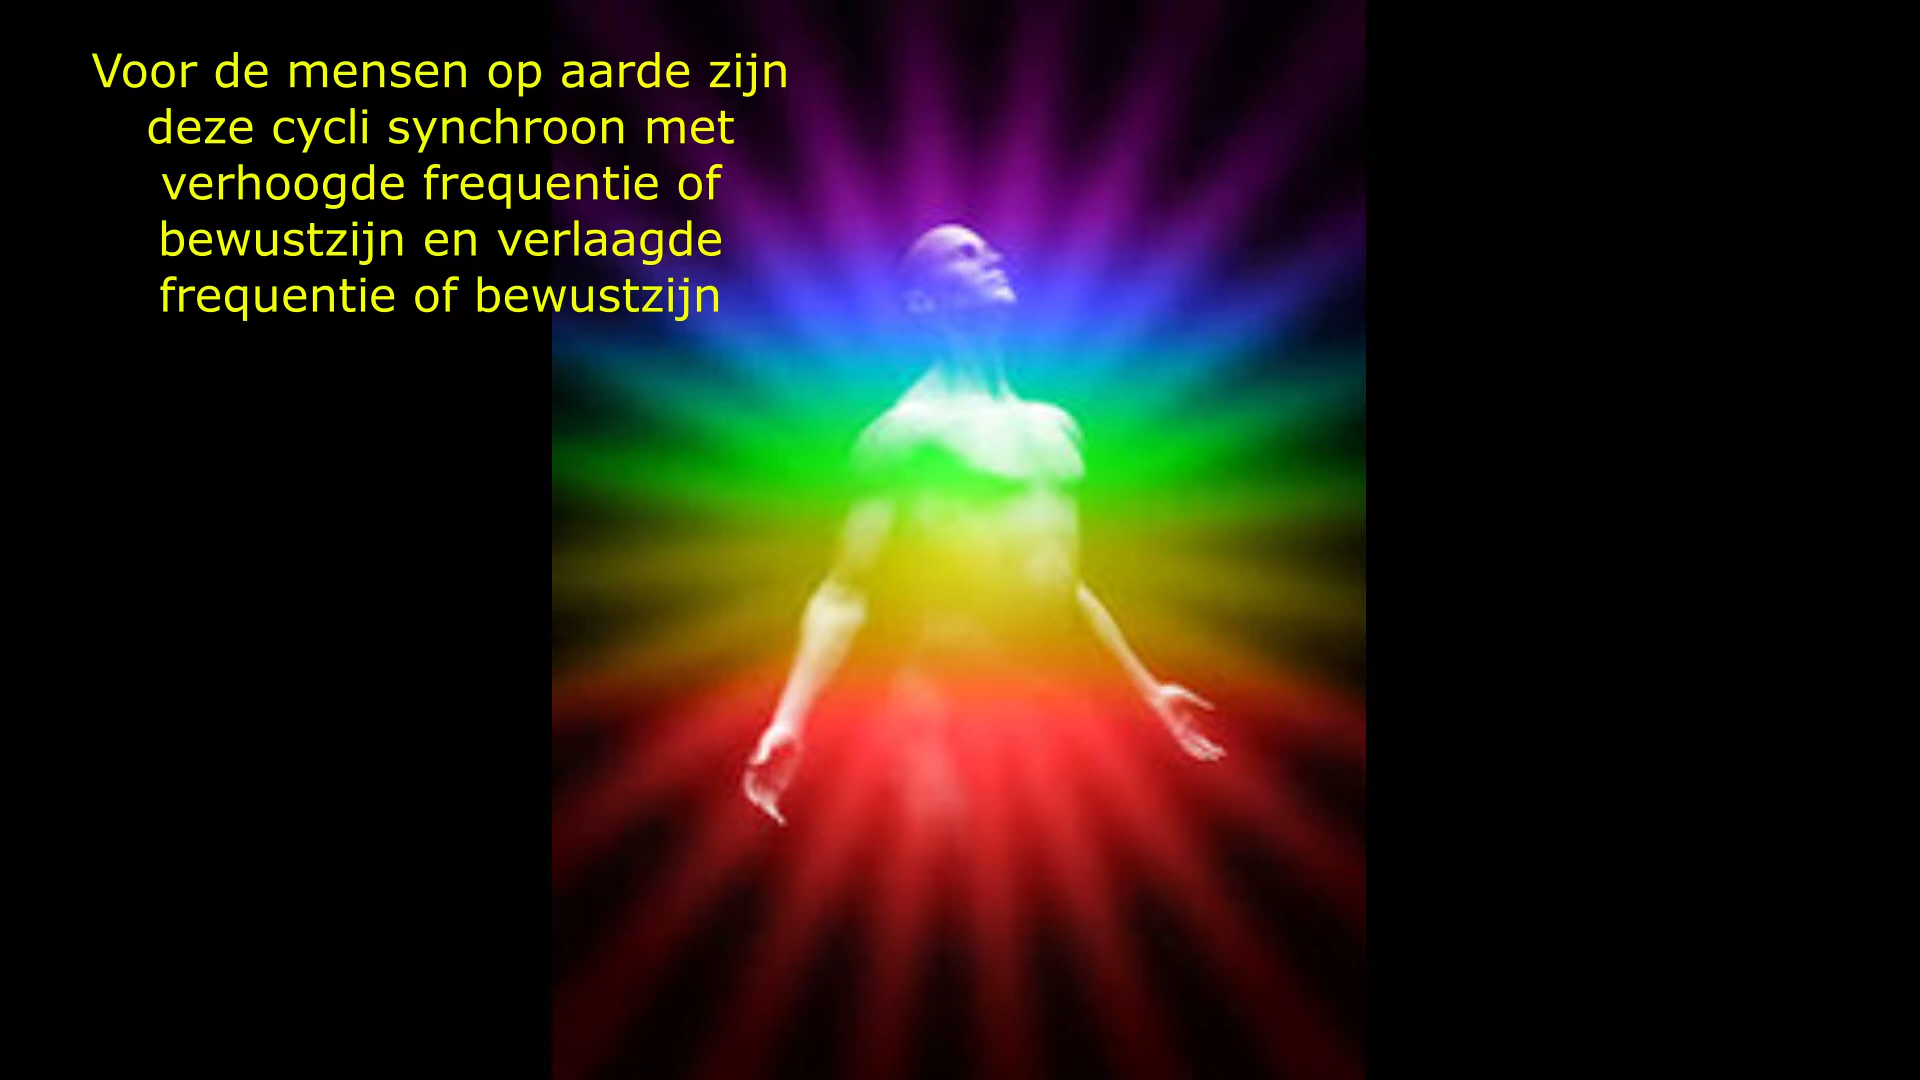 Voor de mensen op aarde zijn
deze cycli synchroon met
verhoogde frequentie of
bewustzijn en verlaagde
frequentie of bewustzijn